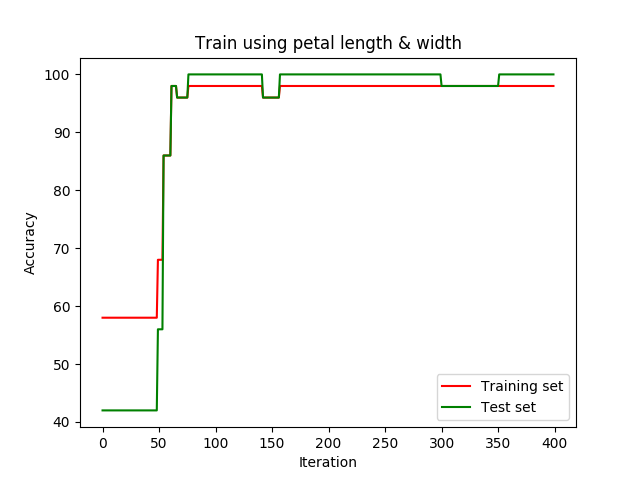 Train using petal length & width
100
90
80
70
60
50
40
Accuracy
0 50 100 150 200 250 300 350 400
Iteration
Training set
Test set